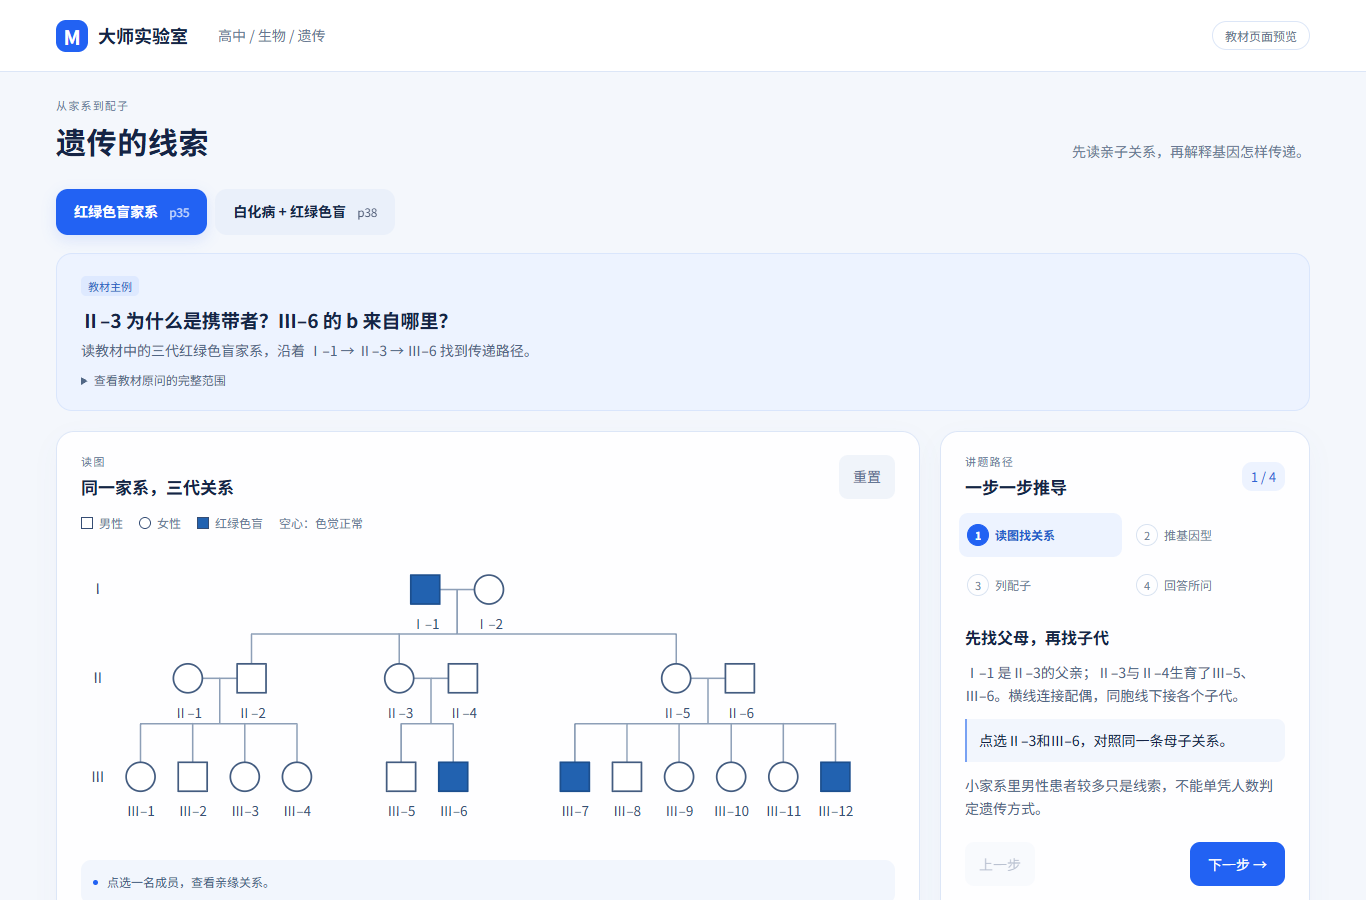 M 大师实验室 高中 / 生物 / 遗传 教材页面预览
从家系到配子
遗传的线索
先读亲子关系，再解释基因怎样传递。
红绿色盲家系 p35 白化病 + 红绿色盲 p38
教材主例
Ⅱ–3 为什么是携带者？Ⅲ–6 的 b 来自哪里？
读教材中的三代红绿色盲家系，沿着 Ⅰ–1 → Ⅱ–3 → Ⅲ–6 找到传递路径。
▶ 查看教材原问的完整范围
读图
同一家系，三代关系
重置
男性 女性 红绿色盲 空心：色觉正常
Ⅰ
Ⅰ–1 Ⅰ–2
Ⅱ
Ⅱ–1 Ⅱ–2 Ⅱ–3 Ⅱ–4 Ⅱ–5 Ⅱ–6
Ⅲ
Ⅲ–1 Ⅲ–2 Ⅲ–3 Ⅲ–4 Ⅲ–5 Ⅲ–6 Ⅲ–7 Ⅲ–8 Ⅲ–9 Ⅲ–10 Ⅲ–11 Ⅲ–12
点选一名成员，查看亲缘关系。
讲题路径
一步一步推导
1 / 4
1 读图找关系 2 推基因型
3 列配子 4 回答所问
先找父母，再找子代
Ⅰ–1 是Ⅱ–3的父亲；Ⅱ–3与Ⅱ–4生育了Ⅲ–5、
Ⅲ–6。横线连接配偶，同胞线下接各个子代。
点选Ⅱ–3和Ⅲ–6，对照同一条母子关系。
小家系里男性患者较多只是线索，不能单凭人数判
定遗传方式。
上一步 下一步 →